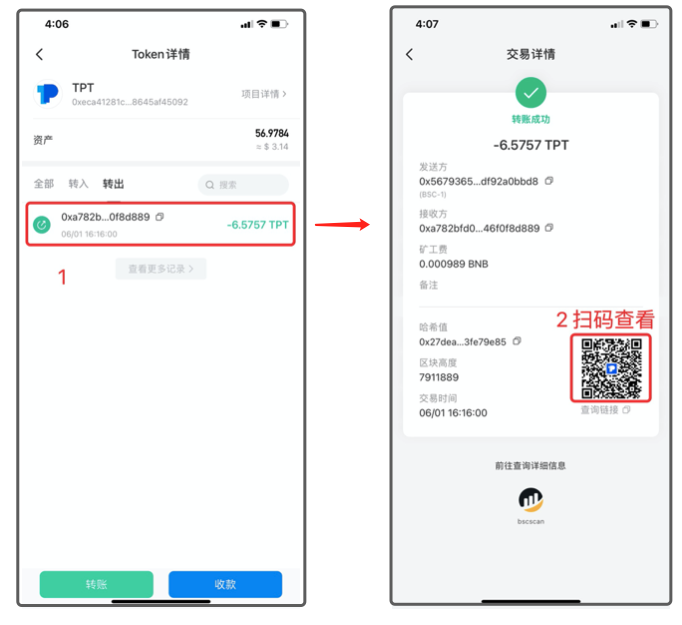 4:06
Token详情
TPT
0xeca41281c...8645af45092
项目详情 >
资产
56.9784
≈ $ 3.14
全部 转入 转出 搜索
0xa782b...0f8d889
06/01 16:16:00
-6.5757 TPT
查看更多记录 >
1
转账 收款
4:07
交易详情
转账成功
-6.5757 TPT
发送方
0x5679365...df92a0bbd8
(BSC-1)
接收方
0xa782bfd0...46f0f8d889
矿工费
0.000989 BNB
备注
2 扫码查看
哈希值
0x27dea...3fe79e85
区块高度
7911889
交易时间
06/01 16:16:00
查询链接
前往查询详细信息
bscscan